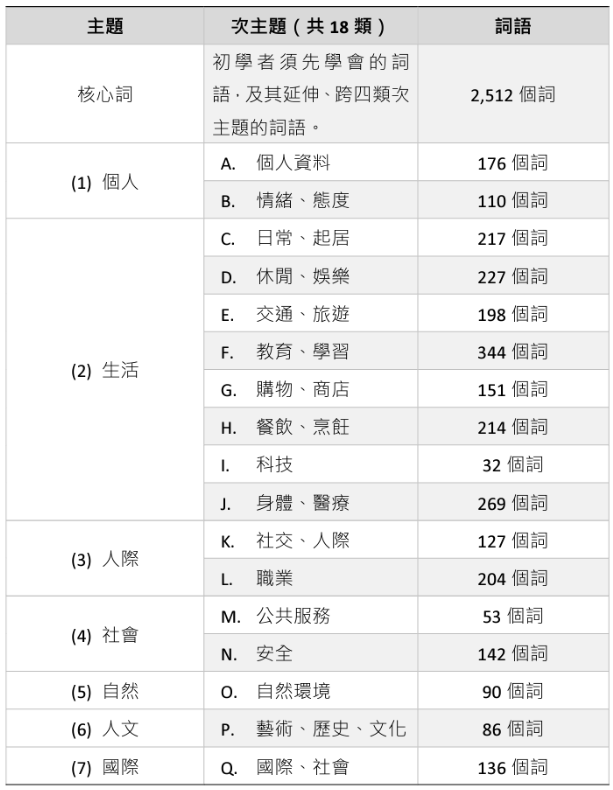 主題 次主題（共 18 類） 詞語
核心詞 初學者須先學會的詞 2,512 個詞
語，及其延伸、跨四類次
主題的詞語。
(1) 個人 A. 個人資料 176 個詞
B. 情緒、態度 110 個詞
(2) 生活 C. 日常、起居 217 個詞
D. 休閒、娛樂 227 個詞
E. 交通、旅遊 198 個詞
F. 教育、學習 344 個詞
G. 購物、商店 151 個詞
H. 餐飲、烹飪 214 個詞
I. 科技 32 個詞
J. 身體、醫療 269 個詞
(3) 人際 K. 社交、人際 127 個詞
L. 職業 204 個詞
(4) 社會 M. 公共服務 53 個詞
N. 安全 142 個詞
(5) 自然 O. 自然環境 90 個詞
(6) 人文 P. 藝術、歷史、文化 86 個詞
(7) 國際 Q. 國際、社會 136 個詞